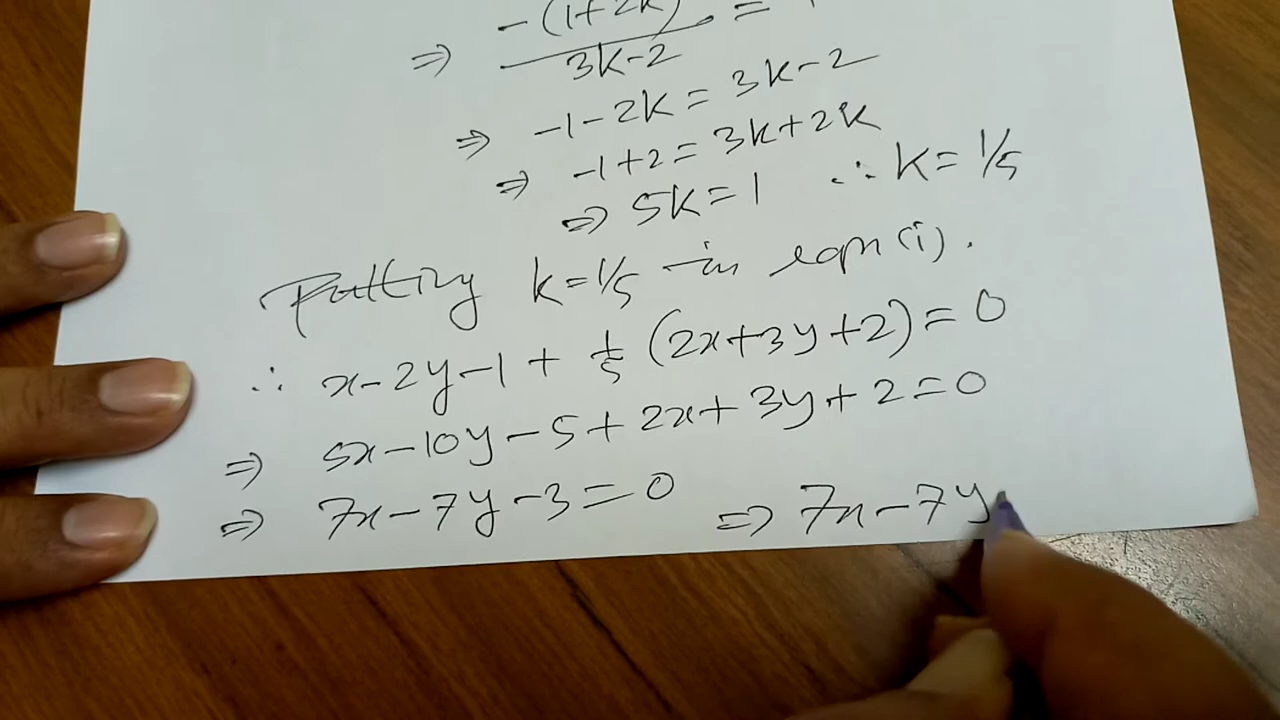 ⇒ -(1+2k)/3k-2 =
⇒ -1-2k = 3k-2
⇒ -1+2 = 3k+2k
⇒ 5k=1 ∴ k=1/5
Putting k=1/5 in eqn (i).
∴ x-2y-1 + 1/5 (2x+3y+2) = 0
⇒ 5x-10y-5+2x+3y+2=0
⇒ 7x-7y-3=0 ⇒ 7x-7y